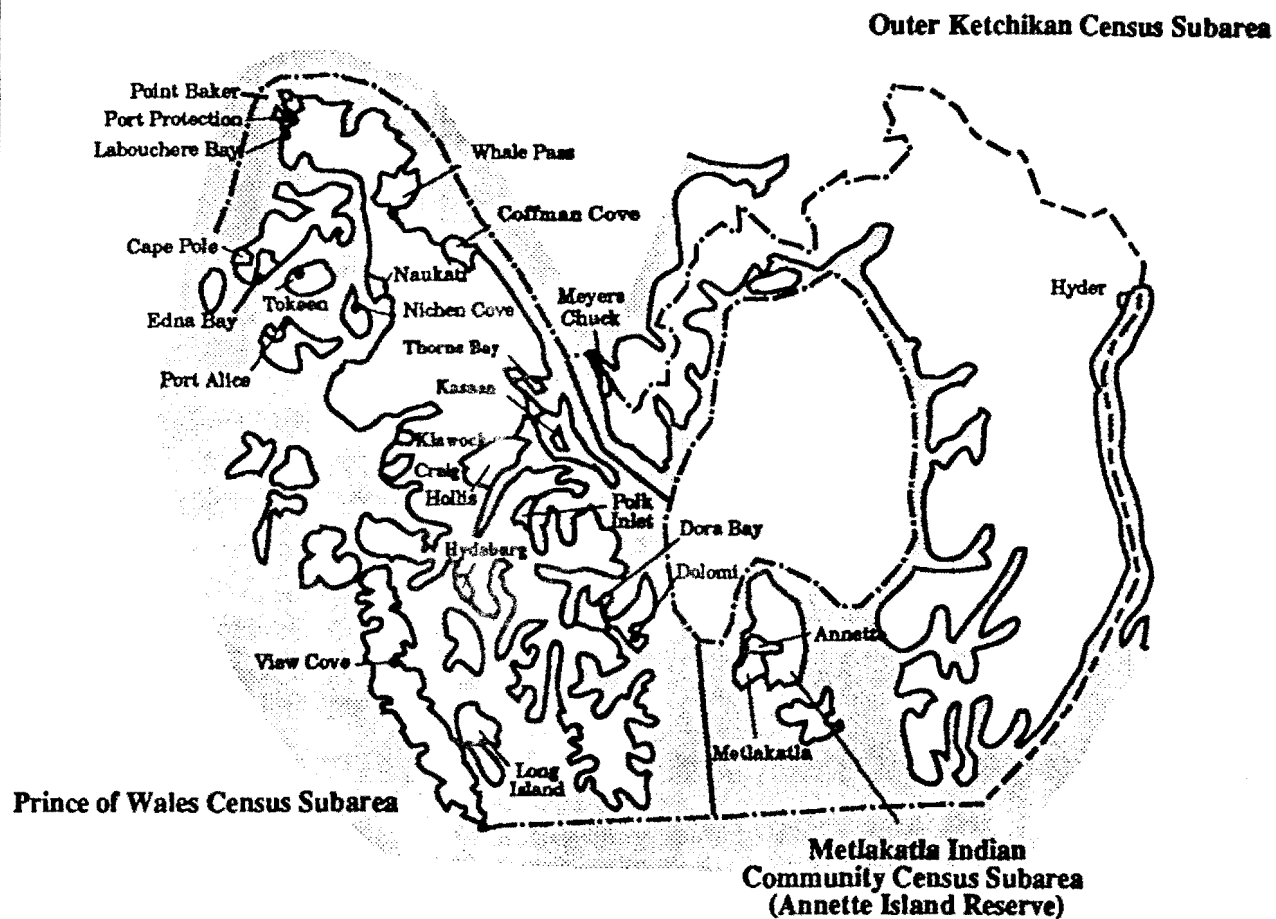 Outer Ketchikan Census Subarea
Point Baker
Port Protection
Labouchere Bay
Whale Pass
Coffman Cove
Cape Pole
Naukati
Hyder
Tokeen
Nichen Cove
Meyers
Chuck
Edna Bay
Thorne Bay
Port Alice
Kasaan
Klawock
Craig
Hollis
Polk
Inlet
Dora Bay
Hydaburg
Dolomi
Annette
View Cove
Metlakatla
Long
Island
Prince of Wales Census Subarea
Metlakatla Indian
Community Census Subarea
(Annette Island Reserve)